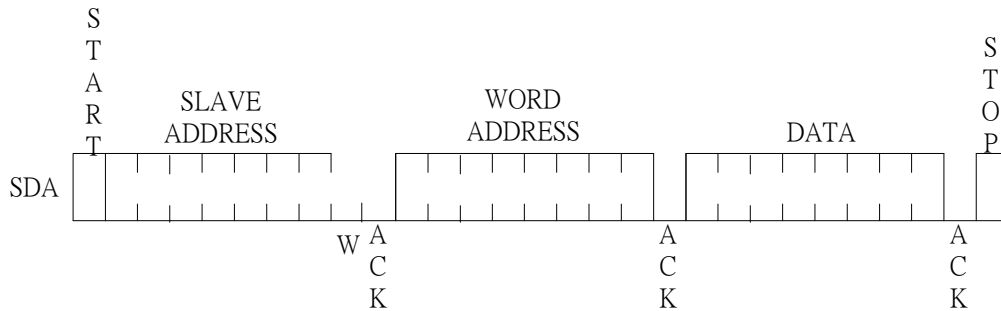 START
SLAVE
ADDRESS
WORD
ADDRESS
DATA
STOP
SDA
W
ACK
ACK
ACK